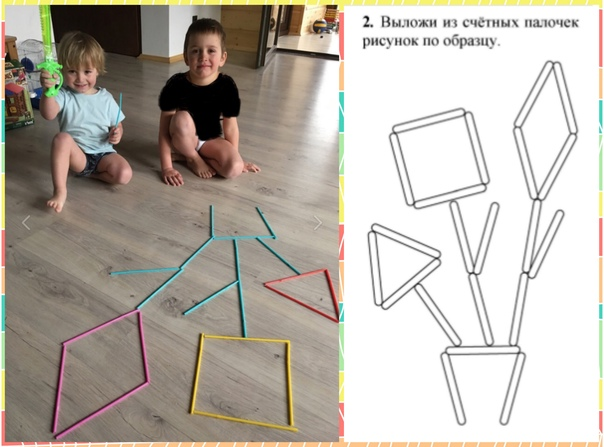 2. Выложи из счётных палочек
рисунок по образцу.